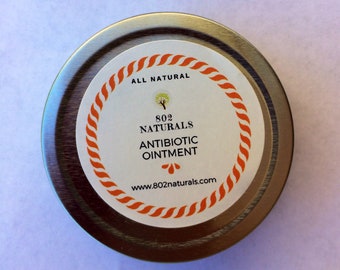 ALL NATURAL
802
NATURALS
ANTIBIOTIC
OINTMENT
www.802naturals.com